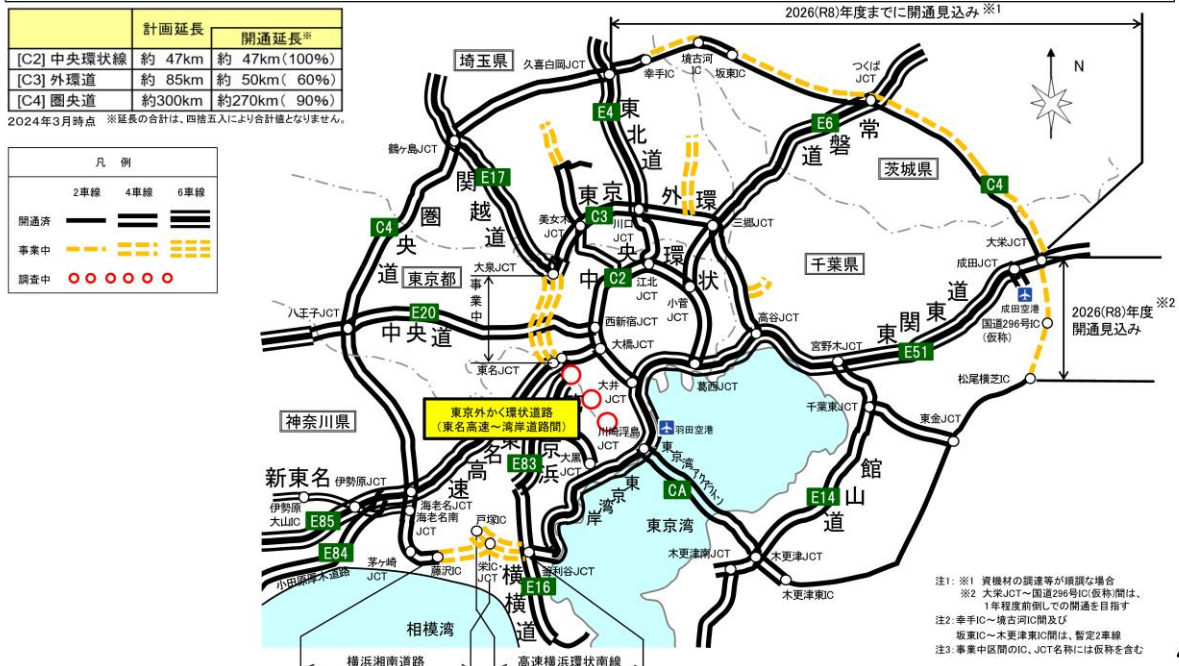 計画延長 開通延長※
[C2] 中央環状線 約 47km 約 47km(100%)
[C3] 外環道 約 85km 約 50km( 60%)
[C4] 圏央道 約300km 約270km( 90%)
2024年3月時点 ※延長の合計は、四捨五入により合計値となりません。
凡 例
2車線 4車線 6車線
開通済
事業中
調査中
2026(R8)年度までに開通見込み ※1
N
埼玉県
久喜白岡JCT
幸手IC
境古河IC
坂東IC
つくばJCT
E4
東北道
E6
常磐道
茨城県
C4
鶴ヶ島JCT
E17
関越道
C4
圏央道
美女木JCT
東京外環
C3
川口JCT
三郷JCT
大栄JCT
成田JCT
成田空港
国道296号IC
(仮称)
2026(R8)年度 ※2
開通見込み
松尾横芝IC
東京都
大泉JCT
事業中
中央環状
C2
江北JCT
小菅JCT
千葉県
高谷JCT
東関東道
E51
宮野木JCT
八王子JCT
E20
中央道
西新宿JCT
大橋JCT
東名JCT
大井JCT
葛西JCT
千葉東JCT
東金JCT
神奈川県
東京外かく環状道路
(東名高速～湾岸道路間)
川崎浮島JCT
羽田空港
大黒JCT
E83
東名高速
京浜
東京湾岸
東京湾アクアライン
CA
東京湾
E14
館山道
新東名
伊勢原JCT
伊勢原大山IC
E85
E84
小田原厚木道路
海老名JCT
海老名南JCT
茅ヶ崎JCT
藤沢IC
戸塚IC
栄IC・JCT
釜利谷JCT
E16
横横道
木更津南JCT
木更津JCT
木更津東IC
相模湾
横浜湘南道路
高速横浜環状南線
注1: ※1 資機材の調達等が順調な場合
※2 大栄JCT～国道296号IC(仮称)間は、
1年程度前倒しでの開通を目指す
注2: 幸手IC～境古河IC間及び
坂東IC～木更津東IC間は、暫定2車線
注3: 事業中区間のIC、JCT名称には仮称を含む